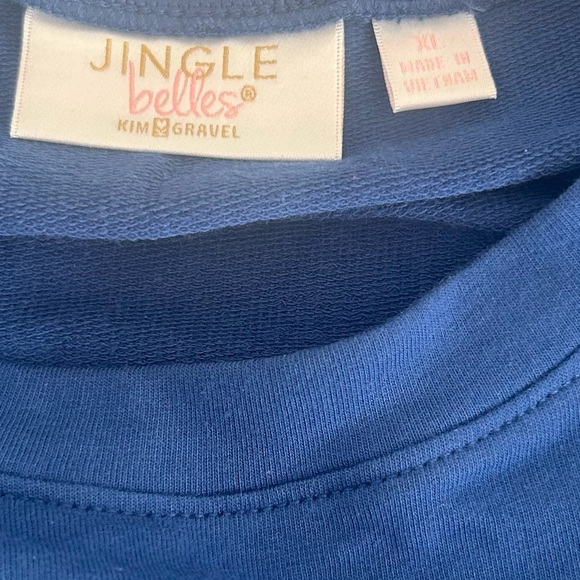 JINGLE
belles®
KIM GRAVEL
XL
MADE IN
VIETNAM